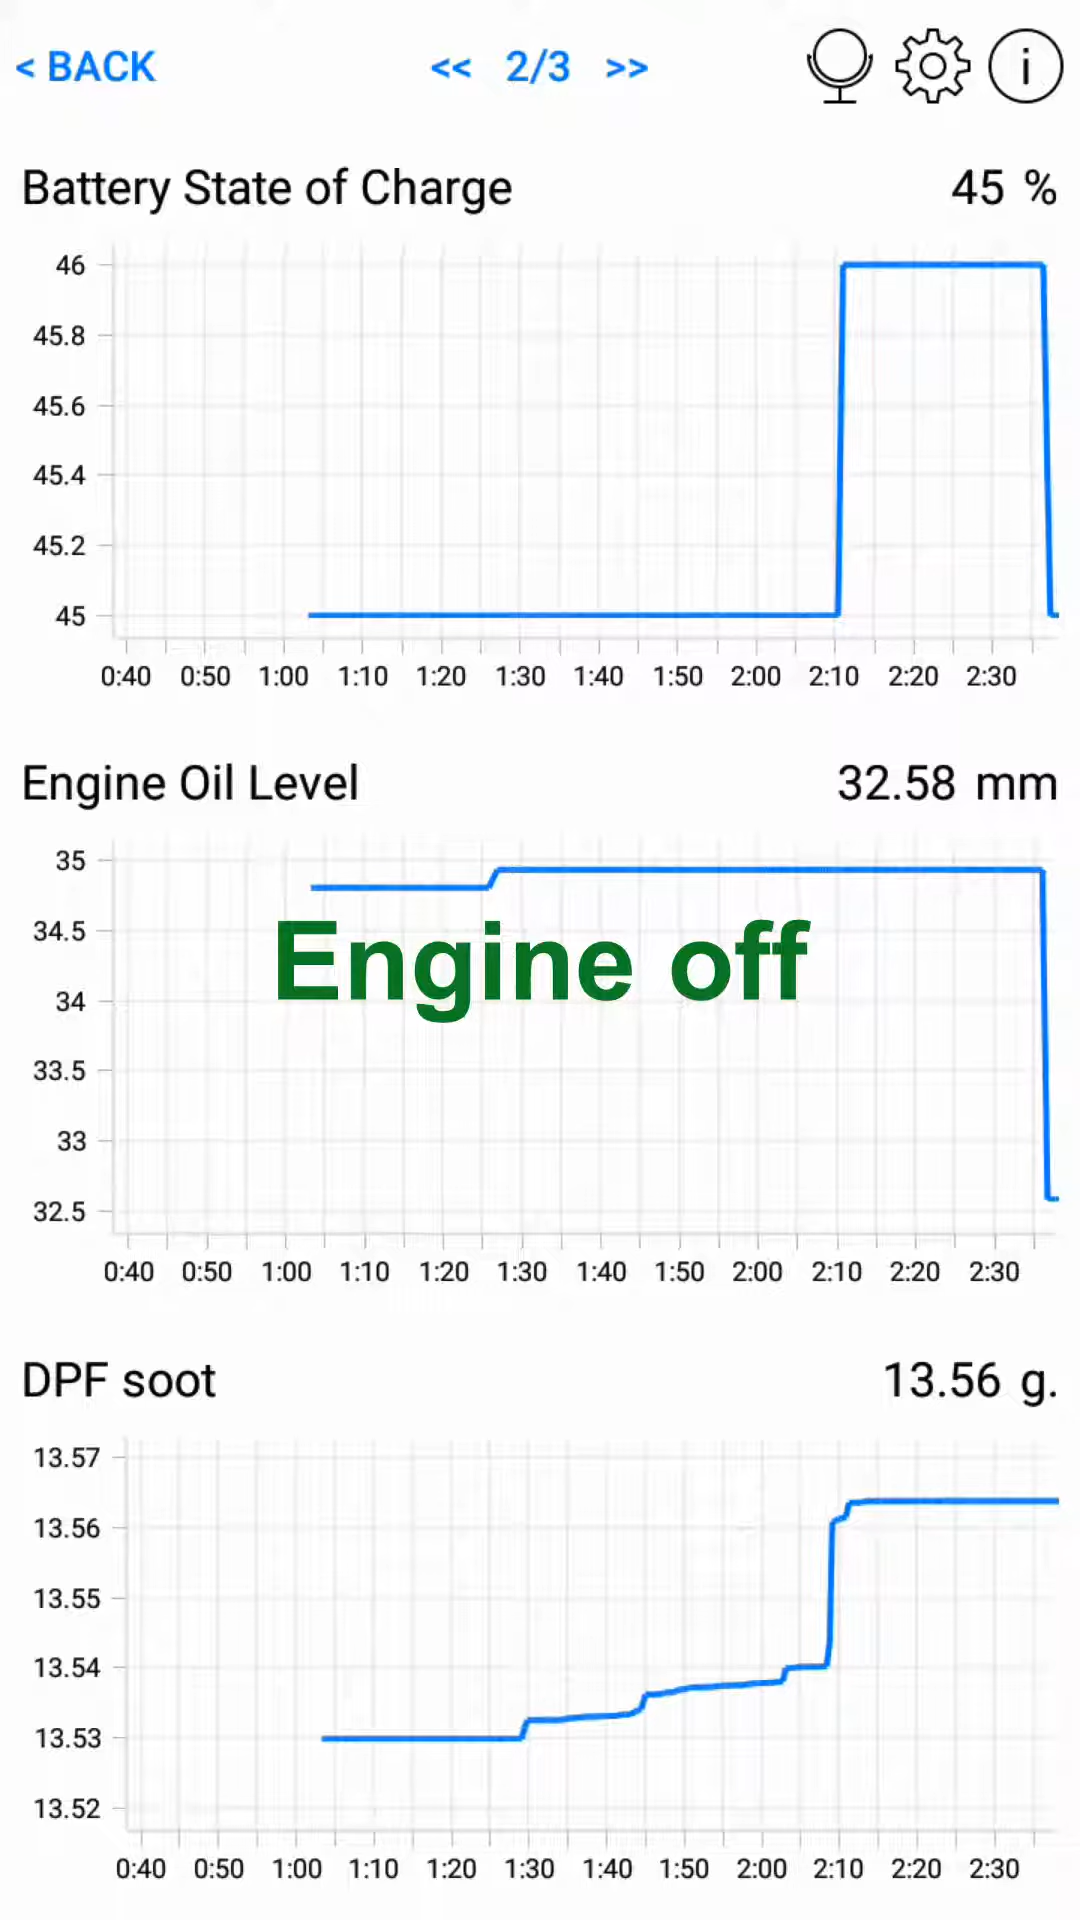 < BACK << 2/3 >> i
Battery State of Charge 45 %
46
45.8
45.6
45.4
45.2
45
0:40 0:50 1:00 1:10 1:20 1:30 1:40 1:50 2:00 2:10 2:20 2:30
Engine Oil Level 32.58 mm
35
34.5
Engine off
34
33.5
33
32.5
0:40 0:50 1:00 1:10 1:20 1:30 1:40 1:50 2:00 2:10 2:20 2:30
DPF soot 13.56 g.
13.57
13.56
13.55
13.54
13.53
13.52
0:40 0:50 1:00 1:10 1:20 1:30 1:40 1:50 2:00 2:10 2:20 2:30